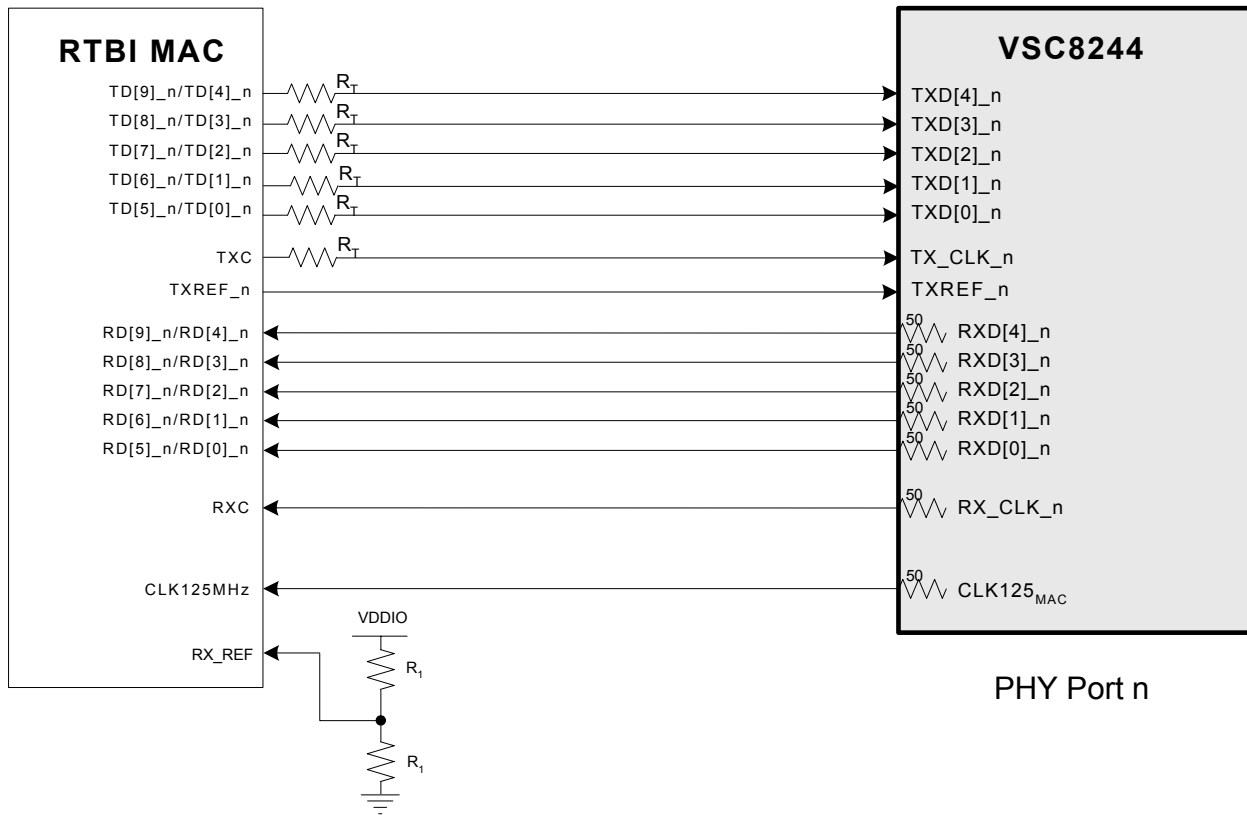 RTBI MAC
VSC8244
TD[9]_n/TD[4]_n
R_T
TXD[4]_n
TD[8]_n/TD[3]_n
R_T
TXD[3]_n
TD[7]_n/TD[2]_n
R_T
TXD[2]_n
TD[6]_n/TD[1]_n
R_T
TXD[1]_n
TD[5]_n/TD[0]_n
R_T
TXD[0]_n
TXC
R_T
TX_CLK_n
TXREF_n
TXREF_n
RD[9]_n/RD[4]_n
50
RXD[4]_n
RD[8]_n/RD[3]_n
50
RXD[3]_n
RD[7]_n/RD[2]_n
50
RXD[2]_n
RD[6]_n/RD[1]_n
50
RXD[1]_n
RD[5]_n/RD[0]_n
50
RXD[0]_n
RXC
50
RX_CLK_n
CLK125MHz
50
CLK125_MAC
VDDIO
RX_REF
R_1
R_1
PHY Port n